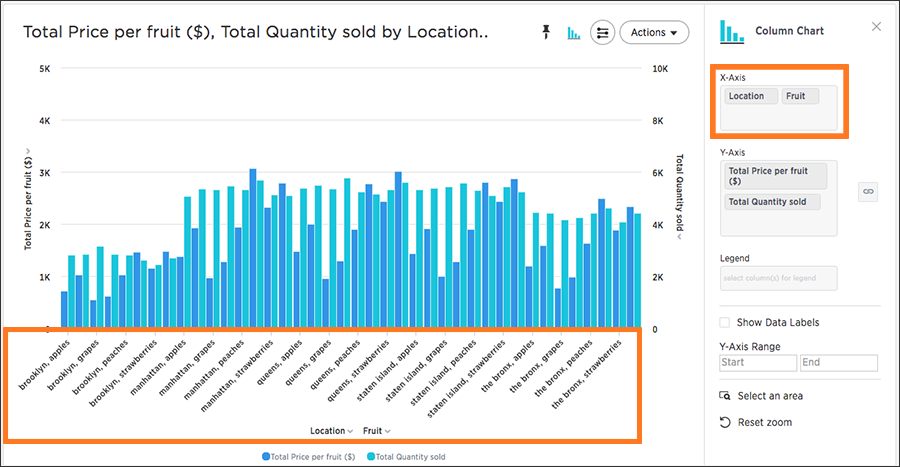 Total Price per fruit ($), Total Quantity sold by Location..
Actions
Column Chart
X-Axis
Location Fruit
Y-Axis
Total Price per fruit
($)
Total Quantity sold
Legend
select column(s) for legend
Show Data Labels
Y-Axis Range
Start End
Select an area
Reset zoom
Total Price per fruit ($)
5K
4K
3K
2K
1K
10K
8K
6K
4K
2K
0
Total Quantity sold
brooklyn, apples
brooklyn, grapes
brooklyn, peaches
brooklyn, strawberries
manhattan, apples
manhattan, grapes
manhattan, peaches
manhattan, strawberries
queens, apples
queens, grapes
queens, peaches
queens, strawberries
staten island, apples
staten island, grapes
staten island, peaches
staten island, strawberries
the bronx, apples
the bronx, grapes
the bronx, peaches
the bronx, strawberries
Location Fruit
Total Price per fruit ($) Total Quantity sold